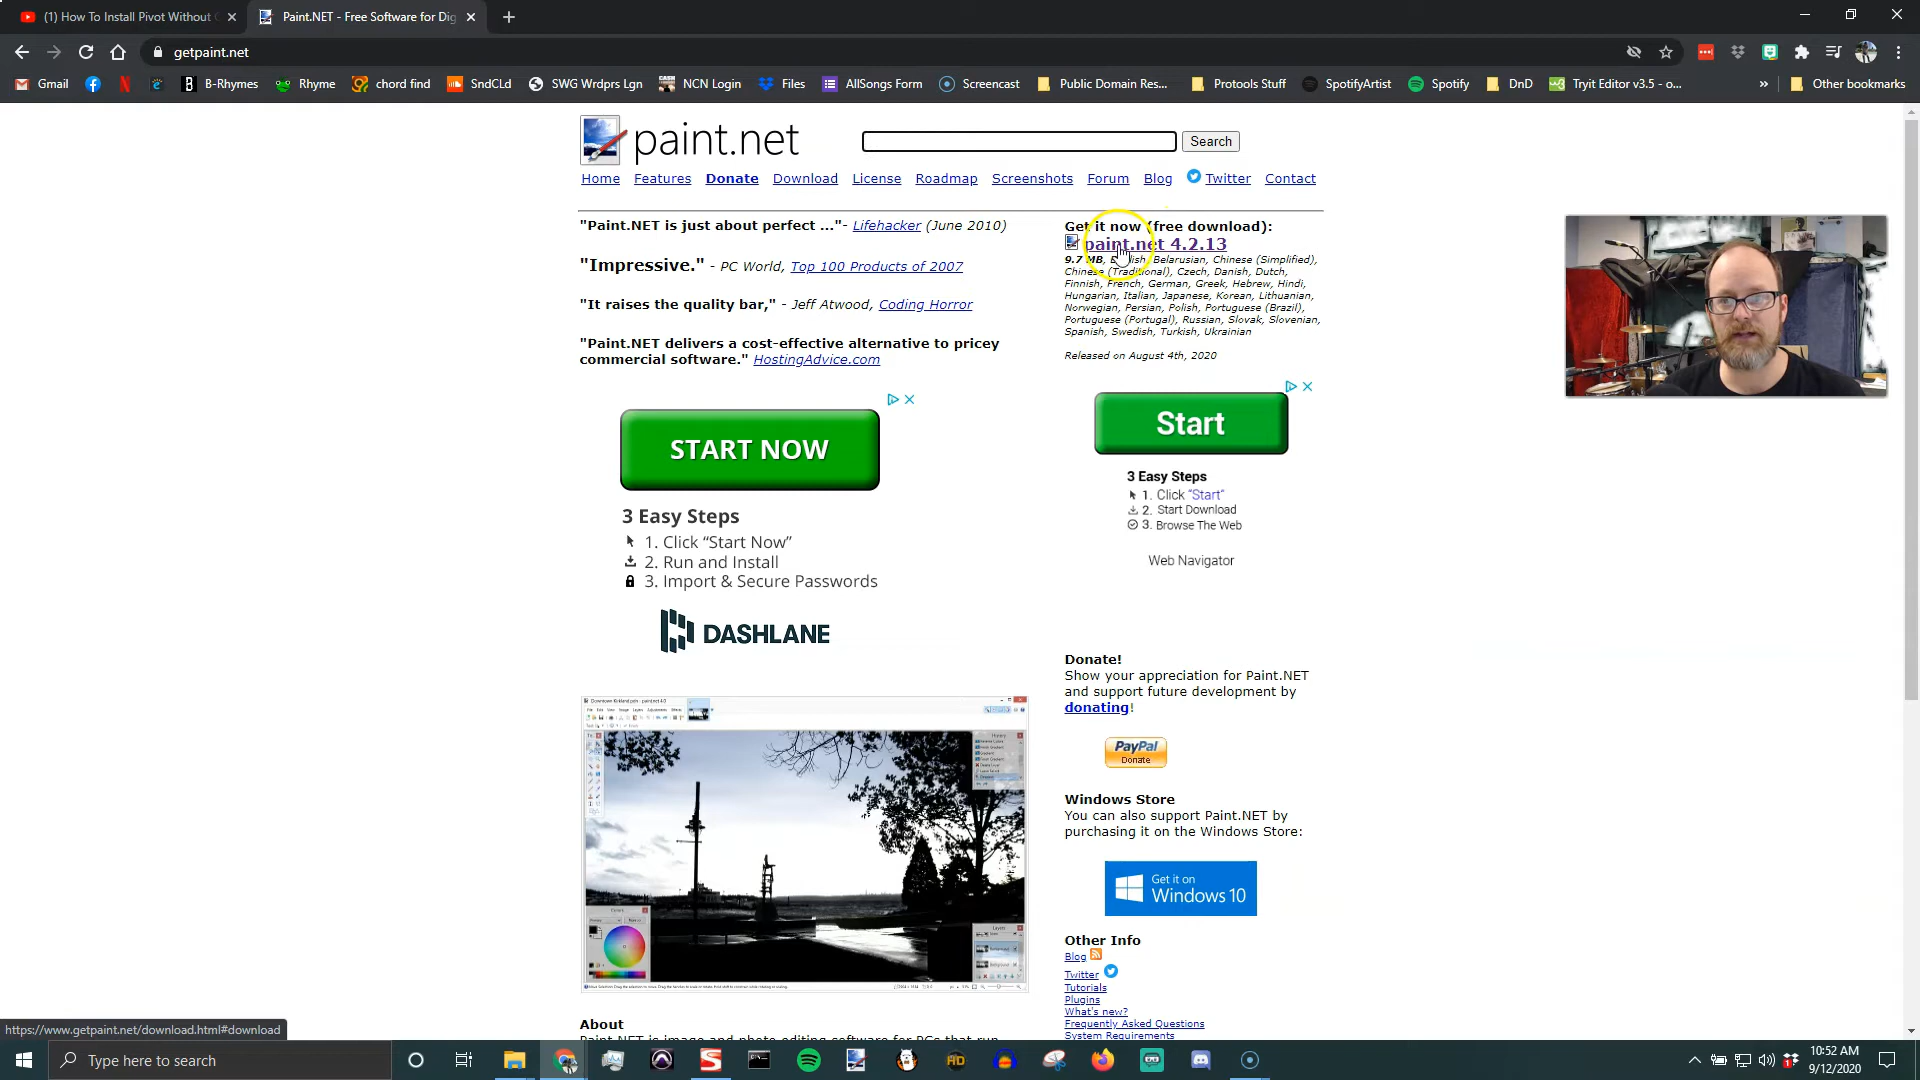 (1) How To Install Pivot Without
Paint.NET - Free Software for Dig
getpaint.net
Gmail
B-Rhymes
Rhyme
chord find
SndCLd
SWG Wrdprs Lgn
NCN Login
Files
AllSongs Form
Screencast
Public Domain Res...
Protools Stuff
SpotifyArtist
Spotify
DnD
Tryit Editor v3.5 - o...
»
Other bookmarks
paint.net
Search
Home Features Donate Download License Roadmap Screenshots Forum Blog Twitter Contact
"Paint.NET is just about perfect ..."- Lifehacker (June 2010)
"Impressive." - PC World, Top 100 Products of 2007
"It raises the quality bar," - Jeff Atwood, Coding Horror
"Paint.NET delivers a cost-effective alternative to pricey
commercial software." HostingAdvice.com
START NOW
3 Easy Steps
1. Click “Start Now”
2. Run and Install
3. Import & Secure Passwords
DASHLANE
About
Paint.NET is image and photo editing software for PCs that run
Get it now (free download):
paint.net 4.2.13
9.7 MB, English, Belarusian, Chinese (Simplified),
Chinese (Traditional), Czech, Danish, Dutch,
Finnish, French, German, Greek, Hebrew, Hindi,
Hungarian, Italian, Japanese, Korean, Lithuanian,
Norwegian, Persian, Polish, Portuguese (Brazil),
Portuguese (Portugal), Russian, Slovak, Slovenian,
Spanish, Swedish, Turkish, Ukrainian
Released on August 4th, 2020
Start
3 Easy Steps
1. Click “Start”
2. Start Download
3. Browse The Web
Web Navigator
Donate!
Show your appreciation for Paint.NET
and support future development by
donating!
PayPal
Donate
Windows Store
You can also support Paint.NET by
purchasing it on the Windows Store:
Get it on
Windows 10
Other Info
Blog
Twitter
Tutorials
Plugins
What's new?
Frequently Asked Questions
System Requirements
https://www.getpaint.net/download.html#download
Type here to search
10:52 AM
9/12/2020